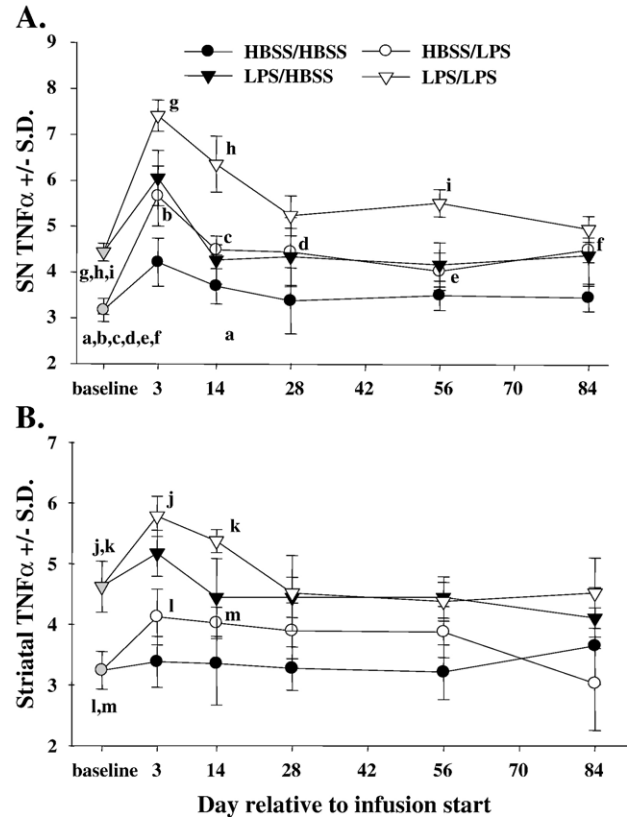 A.
HBSS/HBSS HBSS/LPS
LPS/HBSS LPS/LPS
SN TNFα +/- S.D.
9
8
7
6
5
4
3
2
g
h
i
b
c
d
e
f
g,h,i
a,b,c,d,e,f
a
baseline 3 14 28 42 56 70 84
B.
Striatal TNFα +/- S.D.
7
6
5
4
3
2
j
k
j,k
l
m
l,m
baseline 3 14 28 42 56 70 84
Day relative to infusion start